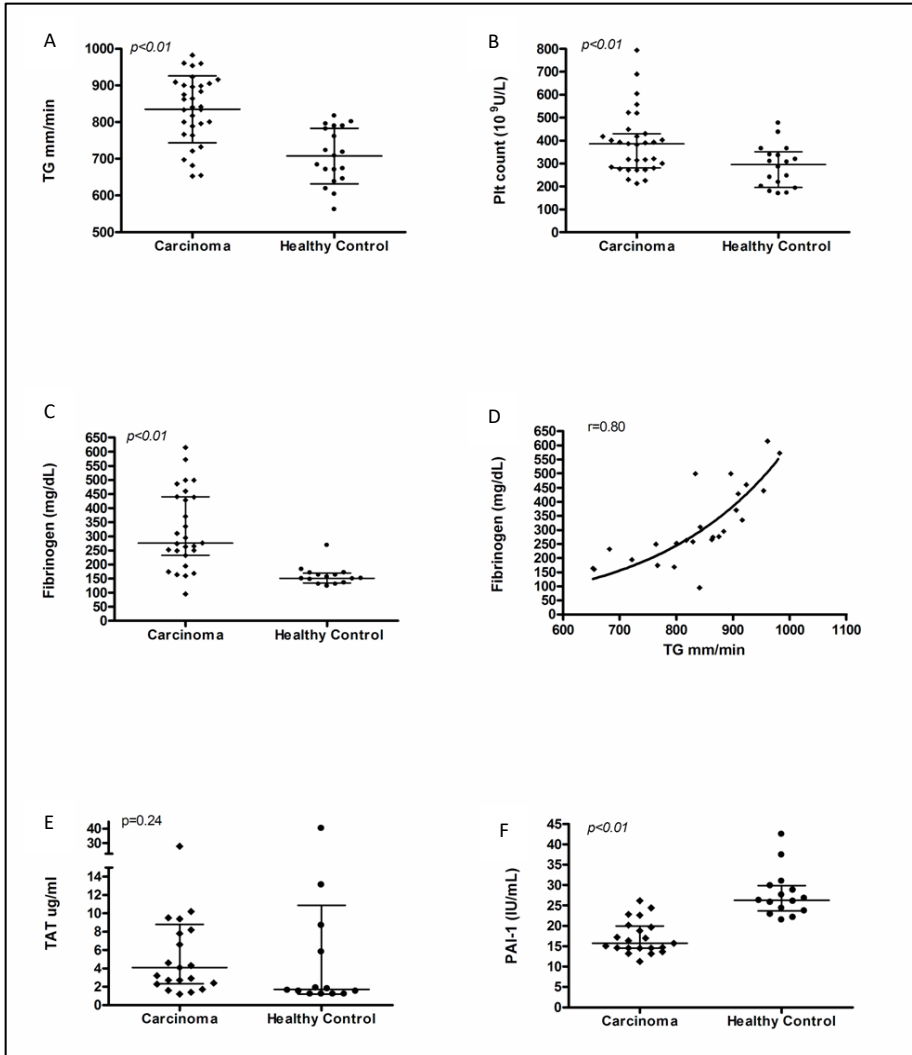 A
p<0.01
1000
900
800
700
600
500
TG mm/min
Carcinoma
Healthy Control
B
p<0.01
800
700
600
500
400
300
200
100
0
Plt count (10 9U/L)
Carcinoma
Healthy Control
C
p<0.01
650
600
550
500
450
400
350
300
250
200
150
100
50
0
Fibrinogen (mg/dL)
Carcinoma
Healthy Control
D
r=0.80
650
600
550
500
450
400
350
300
250
200
150
100
50
0
Fibrinogen (mg/dL)
600 700 800 900 1000 1100
TG mm/min
E
p=0.24
40
30
14
12
10
8
6
4
2
0
TAT ug/ml
Carcinoma
Healthy Control
F
p<0.01
45
40
35
30
25
20
15
10
5
0
PAI-1 (IU/mL)
Carcinoma
Healthy Control